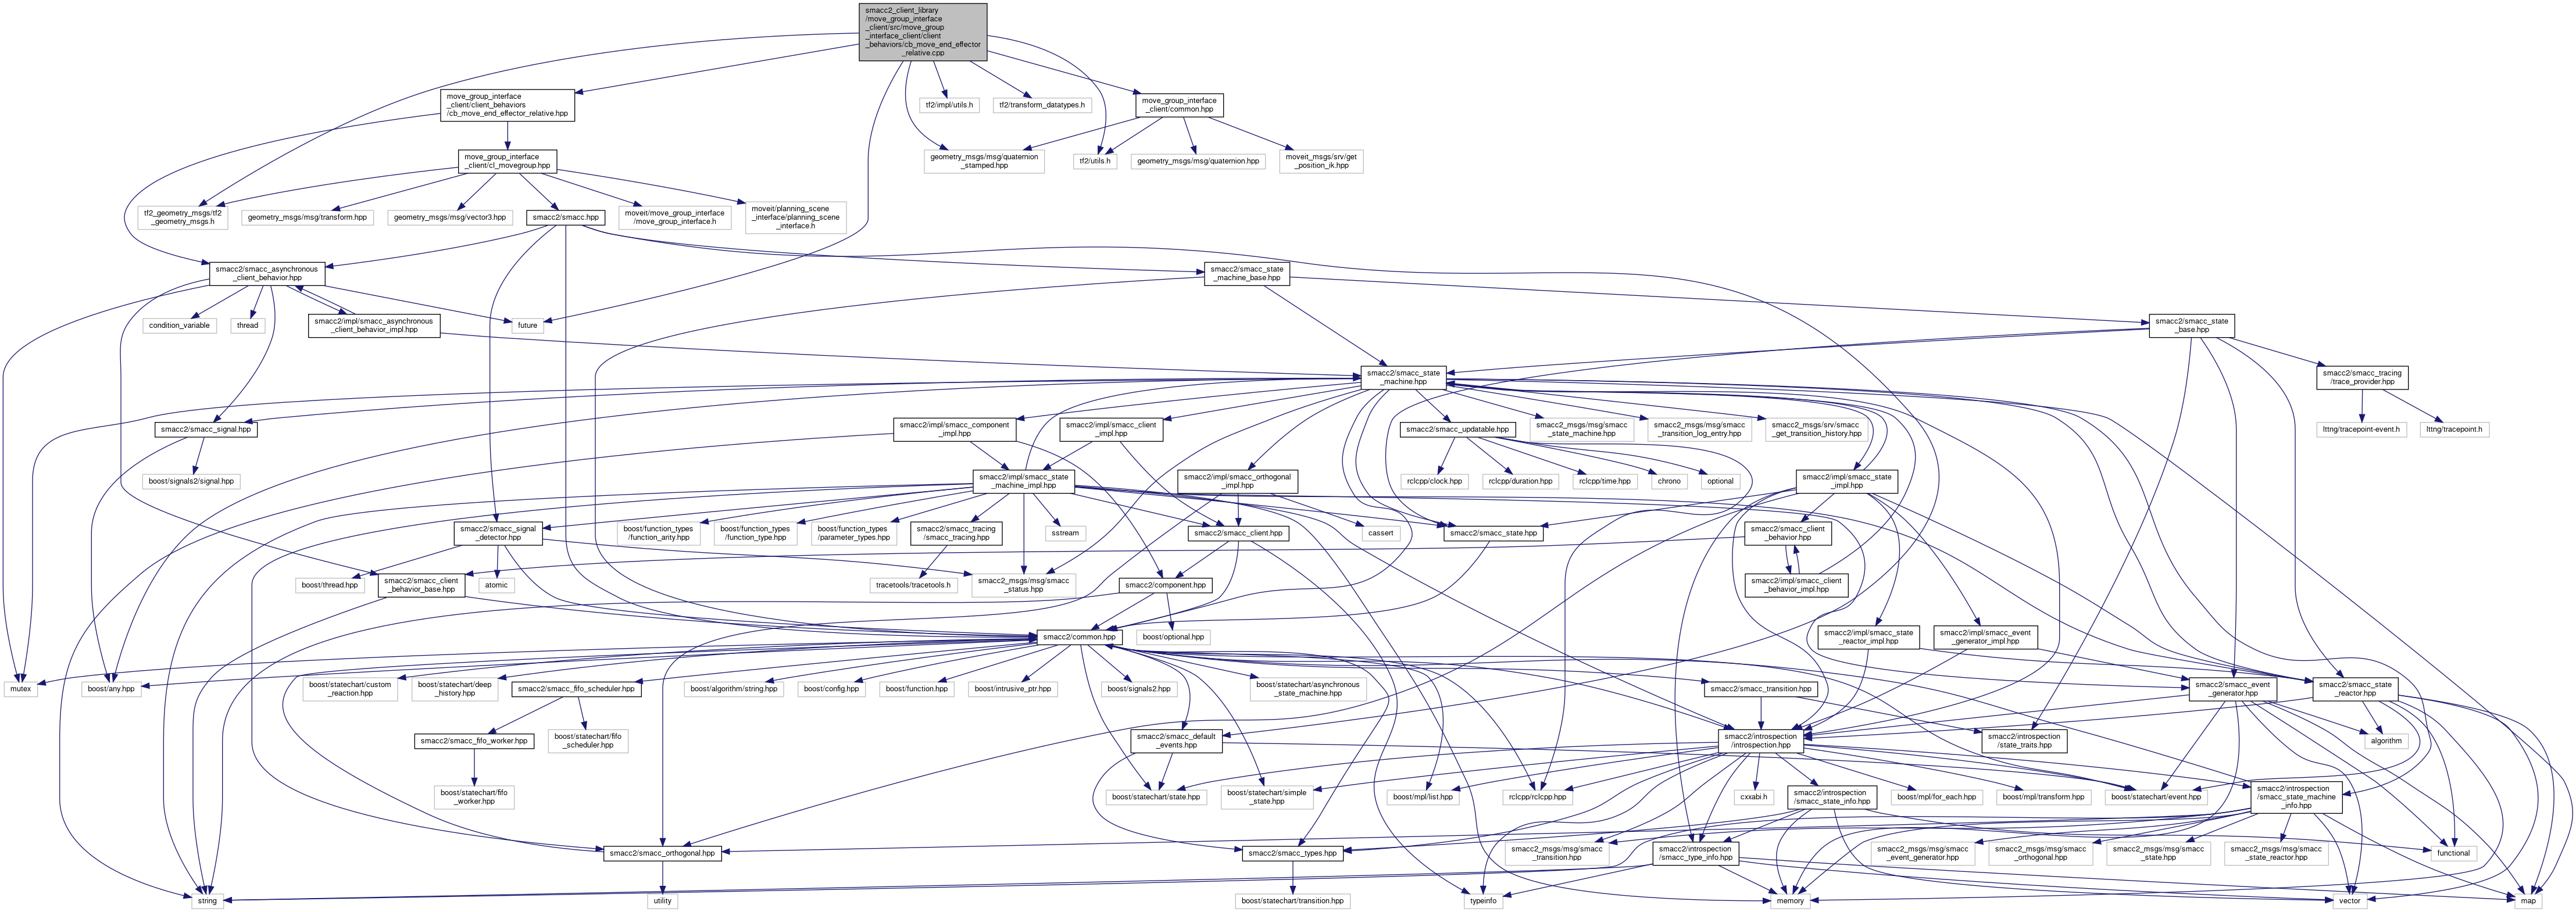 smacc2_client_library
/move_group_interface
_client/src/move_group
_interface_client/client
_behaviors/cb_move_end_effector
_relative.cpp
move_group_interface
_client/client_behaviors
/cb_move_end_effector_relative.hpp
tf2/impl/utils.h
tf2/transform_datatypes.h
move_group_interface
_client/common.hpp
move_group_interface
_client/cl_movegroup.hpp
geometry_msgs/msg/quaternion
_stamped.hpp
tf2/utils.h
geometry_msgs/msg/quaternion.hpp
moveit_msgs/srv/get
_position_ik.hpp
tf2_geometry_msgs/tf2
_geometry_msgs.h
geometry_msgs/msg/transform.hpp
geometry_msgs/msg/vector3.hpp
smacc2/smacc.hpp
moveit/move_group_interface
/move_group_interface.h
moveit/planning_scene
_interface/planning_scene
_interface.h
smacc2/smacc_asynchronous
_client_behavior.hpp
smacc2/smacc_state
_machine_base.hpp
condition_variable
thread
smacc2/impl/smacc_asynchronous
_client_behavior_impl.hpp
future
smacc2/smacc_state
_base.hpp
smacc2/smacc_state
_machine.hpp
smacc2/smacc_tracing
/trace_provider.hpp
smacc2/smacc_signal.hpp
smacc2/impl/smacc_component
_impl.hpp
smacc2/impl/smacc_client
_impl.hpp
smacc2/smacc_updatable.hpp
smacc2_msgs/msg/smacc
_state_machine.hpp
smacc2_msgs/msg/smacc
_transition_log_entry.hpp
smacc2_msgs/srv/smacc
_get_transition_history.hpp
lttng/tracepoint-event.h
lttng/tracepoint.h
boost/signals2/signal.hpp
smacc2/impl/smacc_state
_machine_impl.hpp
smacc2/impl/smacc_orthogonal
_impl.hpp
rclcpp/clock.hpp
rclcpp/duration.hpp
rclcpp/time.hpp
chrono
optional
smacc2/impl/smacc_state
_impl.hpp
smacc2/smacc_signal
_detector.hpp
boost/function_types
/function_arity.hpp
boost/function_types
/function_type.hpp
boost/function_types
/parameter_types.hpp
smacc2/smacc_tracing
/smacc_tracing.hpp
sstream
smacc2/smacc_client.hpp
cassert
smacc2/smacc_state.hpp
smacc2/smacc_client
_behavior.hpp
boost/thread.hpp
smacc2/smacc_client
_behavior_base.hpp
atomic
tracetools/tracetools.h
smacc2_msgs/msg/smacc
_status.hpp
smacc2/component.hpp
smacc2/impl/smacc_client
_behavior_impl.hpp
smacc2/common.hpp
boost/optional.hpp
smacc2/impl/smacc_state
_reactor_impl.hpp
smacc2/impl/smacc_event
_generator_impl.hpp
mutex
boost/any.hpp
boost/statechart/custom
_reaction.hpp
boost/statechart/deep
_history.hpp
smacc2/smacc_fifo_scheduler.hpp
boost/algorithm/string.hpp
boost/config.hpp
boost/function.hpp
boost/intrusive_ptr.hpp
boost/signals2.hpp
boost/statechart/asynchronous
_state_machine.hpp
smacc2/smacc_transition.hpp
smacc2/smacc_event
_generator.hpp
smacc2/smacc_state
_reactor.hpp
smacc2/smacc_fifo_worker.hpp
boost/statechart/fifo
_scheduler.hpp
smacc2/smacc_default
_events.hpp
smacc2/introspection
/introspection.hpp
smacc2/introspection
/state_traits.hpp
algorithm
boost/statechart/fifo
_worker.hpp
boost/statechart/state.hpp
boost/statechart/simple
_state.hpp
boost/mpl/list.hpp
rclcpp/rclcpp.hpp
cxxabi.h
smacc2/introspection
/smacc_state_info.hpp
boost/mpl/for_each.hpp
boost/mpl/transform.hpp
boost/statechart/event.hpp
smacc2/introspection
/smacc_state_machine
_info.hpp
smacc2/smacc_orthogonal.hpp
smacc2/smacc_types.hpp
smacc2_msgs/msg/smacc
_transition.hpp
smacc2/introspection
/smacc_type_info.hpp
smacc2_msgs/msg/smacc
_event_generator.hpp
smacc2_msgs/msg/smacc
_orthogonal.hpp
smacc2_msgs/msg/smacc
_state.hpp
smacc2_msgs/msg/smacc
_state_reactor.hpp
functional
string
utility
boost/statechart/transition.hpp
typeinfo
memory
vector
map